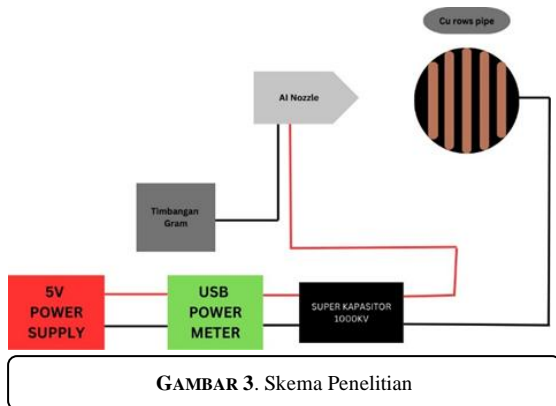 Cu rows pipe
Al Nozzle
Timbangan
Gram
5V
POWER
SUPPLY
USB
POWER
METER
SUPER KAPASITOR
1000KV
GAMBAR 3. Skema Penelitian